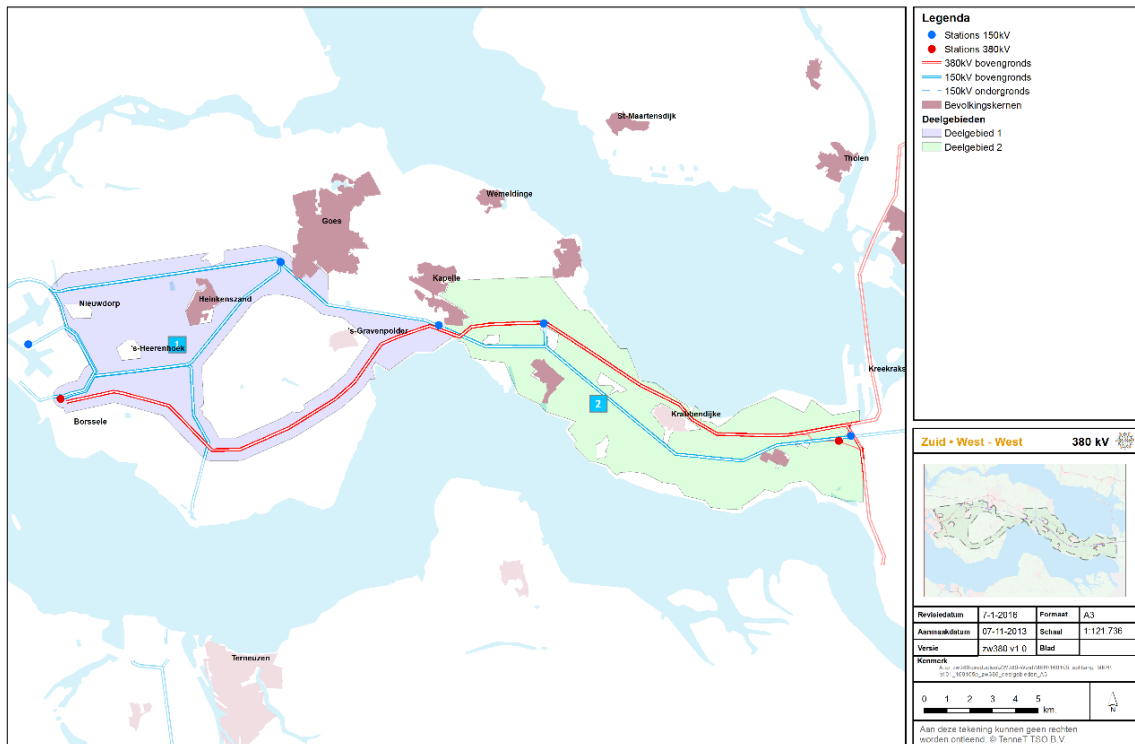 St-Maartensdijk
Tholen
Wemeldinge
Goes
Kapelle
Nieuwdorp
Heinkenszand
's-Gravenpolder
's-Heerenhoek
1
Kreekraks
2
Krabbendijke
Borssele
Terneuzen
Legenda
Stations 150kV
Stations 380kV
380kV bovengronds
150kV bovengronds
150kV ondergronds
Bevolkingskernen
Deelgebieden
Deelgebied 1
Deelgebied 2
Zuid • West - West 380 kV
Revisiedatum 7-1-2016 Formaat A3
Aanmaakdatum 07-11-2013 Schaal 1:121.736
Versie zw380 v1.0 Blad
Kenmerk
0 1 2 3 4 5
km.
N
Aan deze tekening kunnen geen rechten
worden ontleend. © TenneT TSO B.V.